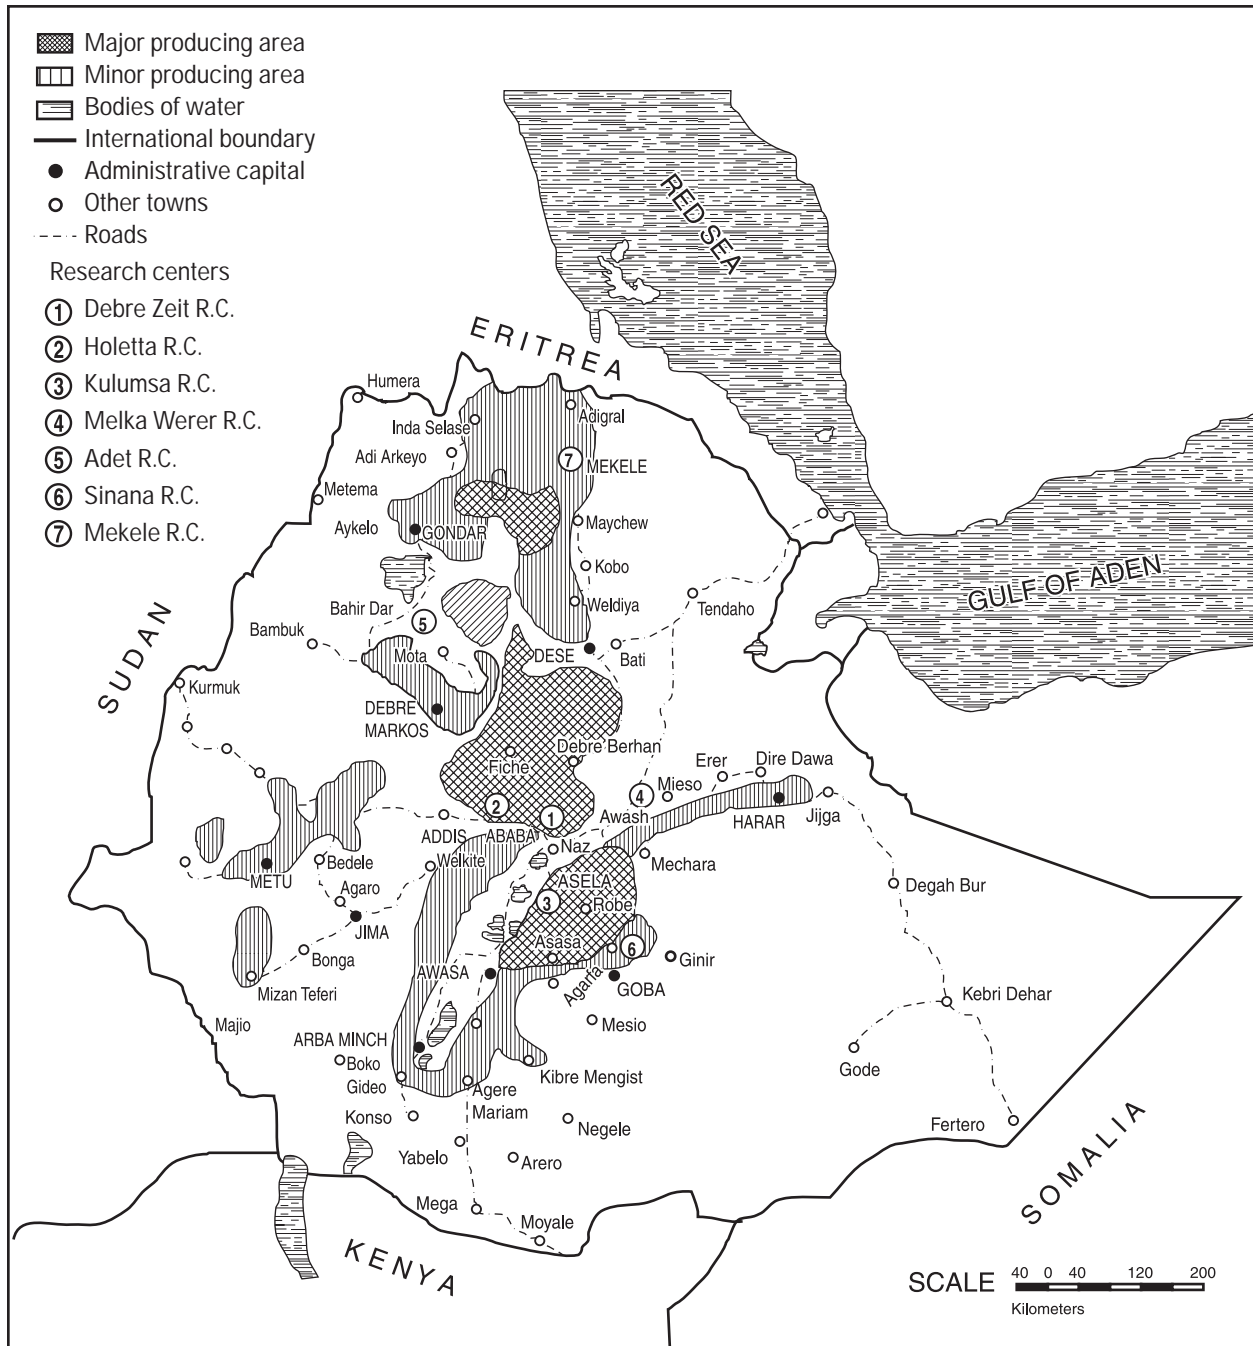 Major producing area
Minor producing area
Bodies of water
International boundary
Administrative capital
Other towns
Roads
Research centers
1 Debre Zeit R.C.
2 Holetta R.C.
3 Kulumsa R.C.
4 Melka Werer R.C.
5 Adet R.C.
6 Sinana R.C.
7 Mekele R.C.
RED SEA
ERITREA
Humera
Inda Selase
Adigral
Adi Arkeyo
7
MEKELE
Metema
Aykelo
GONDAR
Maychew
Kobo
GULF OF ADEN
Weldiya
Tendaho
Bahir Dar
5
SUDAN
Bambuk
Mota
DESE
Bati
Kurmuk
DEBRE
MARKOS
Debre Berhan
Fiche
Erer
Dire Dawa
4
Mieso
2
1
Awash
HARAR
Jijga
ADDIS ABABA
Naz
Welkite
Mechara
METU
Bedele
ASELA
Degah Bur
Agaro
3
Robe
JIMA
Asasa
6
Ginir
Bonga
AWASA
Agarfa
GOBA
Mizan Teferi
Kebri Dehar
Majio
Mesio
ARBA MINCH
Boko
Gideo
Kibre Mengist
Gode
Agere
Mariam
Konso
Negele
Fertero
Yabelo
Arero
SOMALIA
Mega
Moyale
KENYA
SCALE
40 0 40 120 200
Kilometers